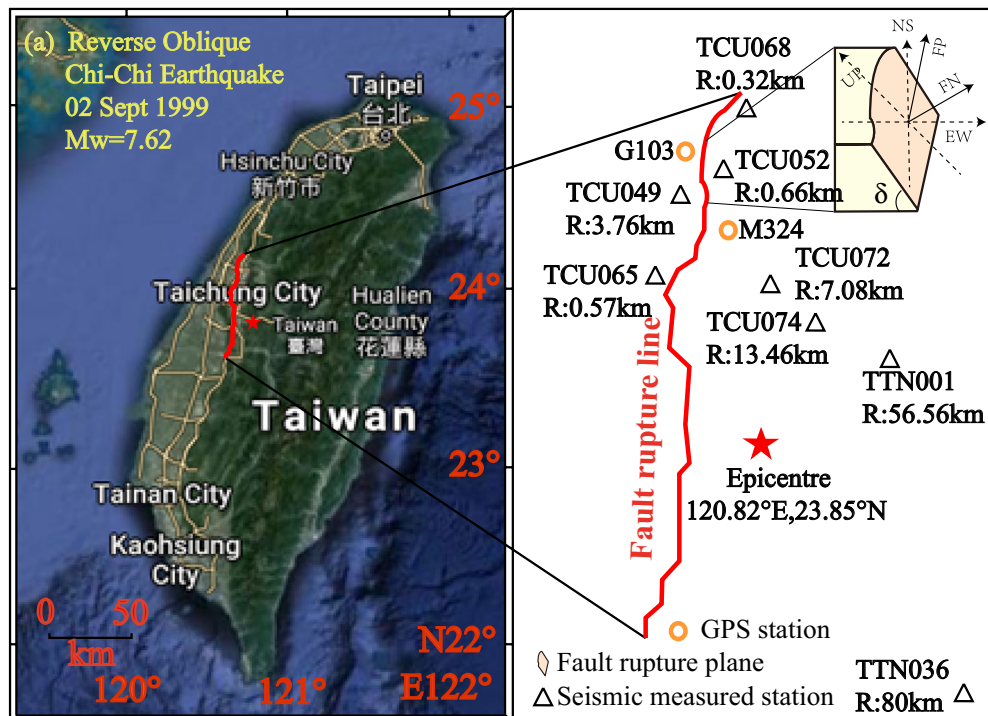 (a) Reverse Oblique
Chi-Chi Earthquake
02 Sept 1999
Mw=7.62
Taipei
台北
25°
Hsinchu City
新竹市
24°
Taichung City
Hualien
County
花蓮縣
Taiwan
臺灣
Taiwan
23°
Tainan City
Kaohsiung
City
0 50
km
N22°
120° 121° E122°
TCU068
R:0.32km
G103
TCU052
R:0.66km
TCU049
R:3.76km
M324
TCU072
R:7.08km
TCU065
R:0.57km
TCU074
R:13.46km
TTN001
R:56.56km
Fault rupture line
Epicentre
120.82°E,23.85°N
GPS station
Fault rupture plane
Seismic measured station
TTN036
R:80km
NS
FP
UP
FN
EW
δ